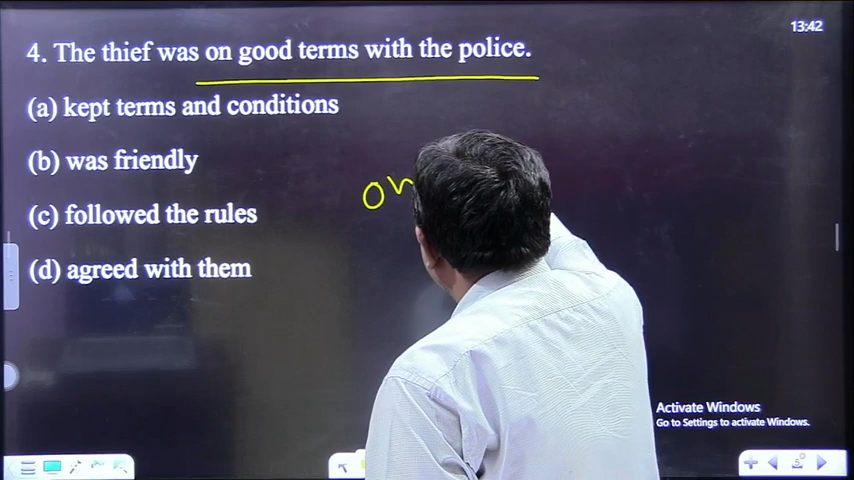 13:42
4. The thief was on good terms with the police.
(a) kept terms and conditions
(b) was friendly
on
(c) followed the rules
(d) agreed with them
Activate Windows
Go to Settings to activate Windows.